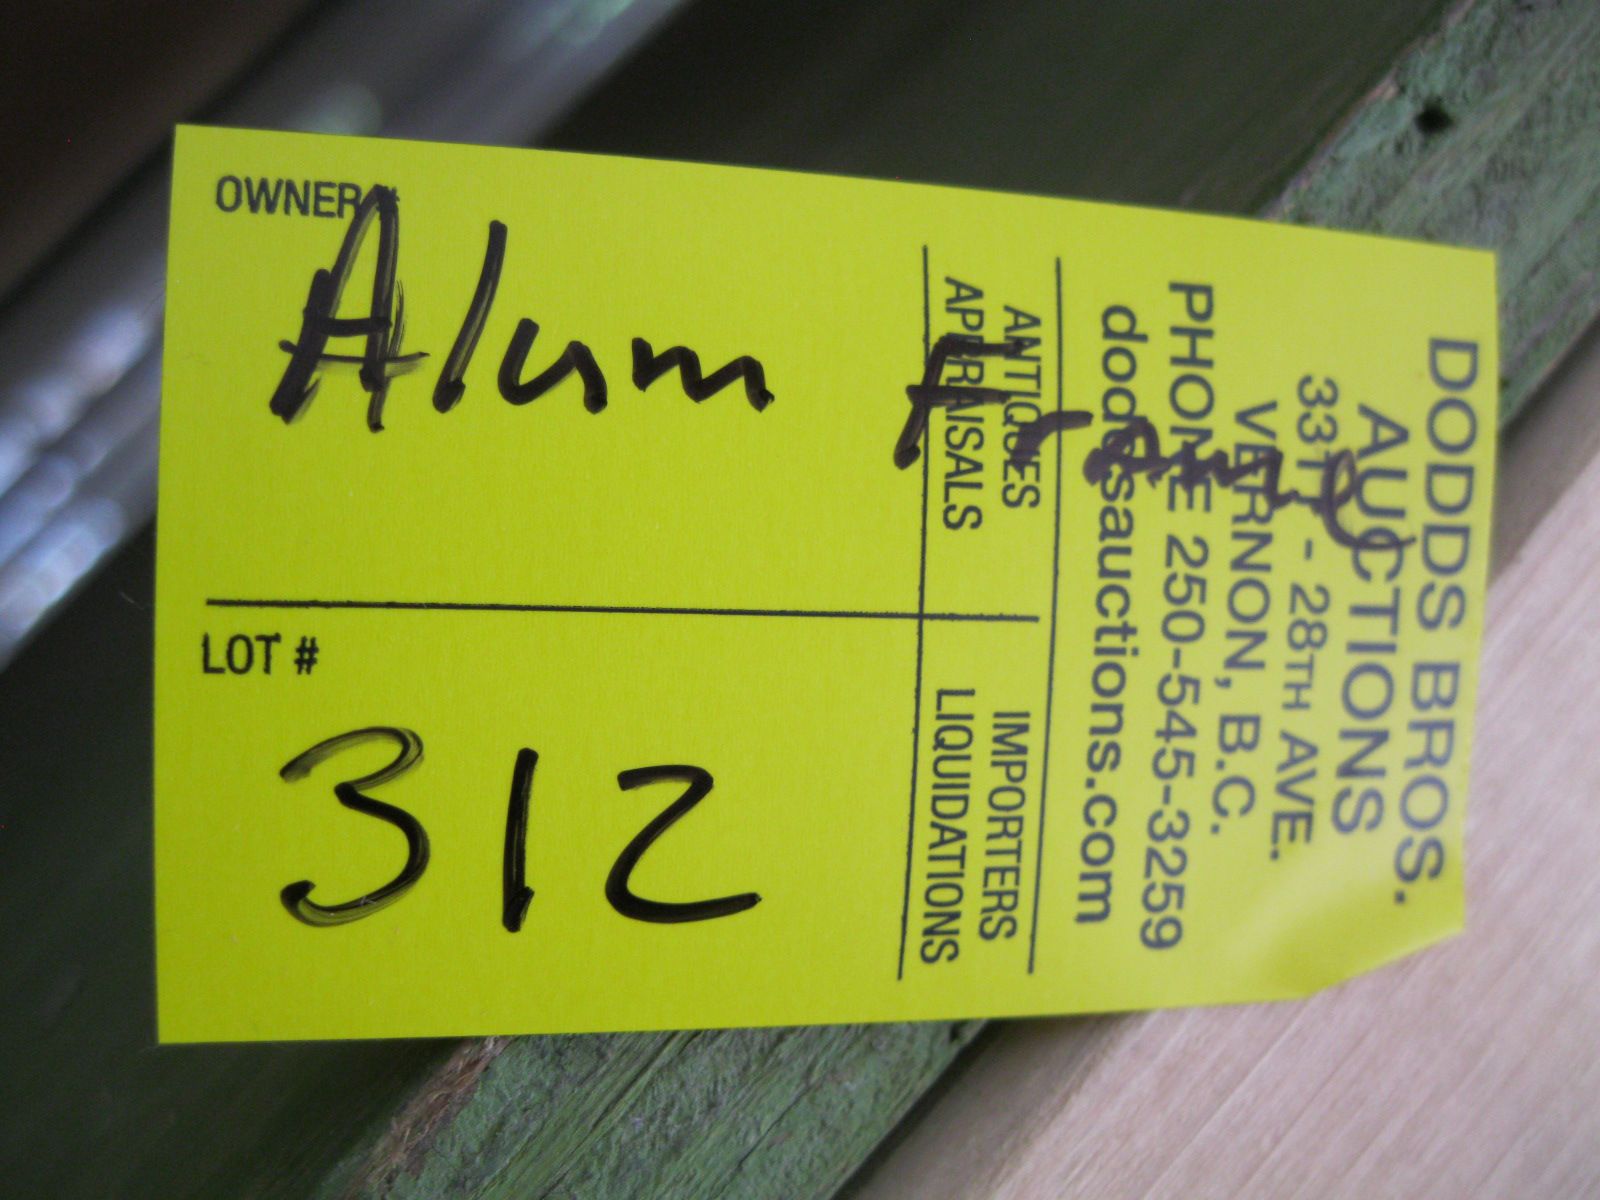 OWNER #
Alum Frame
LOT #
312
ANTIQUES
APPRAISALS
IMPORTERS
LIQUIDATIONS
DODDS BROS.
AUCTIONS
3311 - 28TH AVE.
VERNON, B.C.
PHONE 250-545-3259
doddsauctions.com